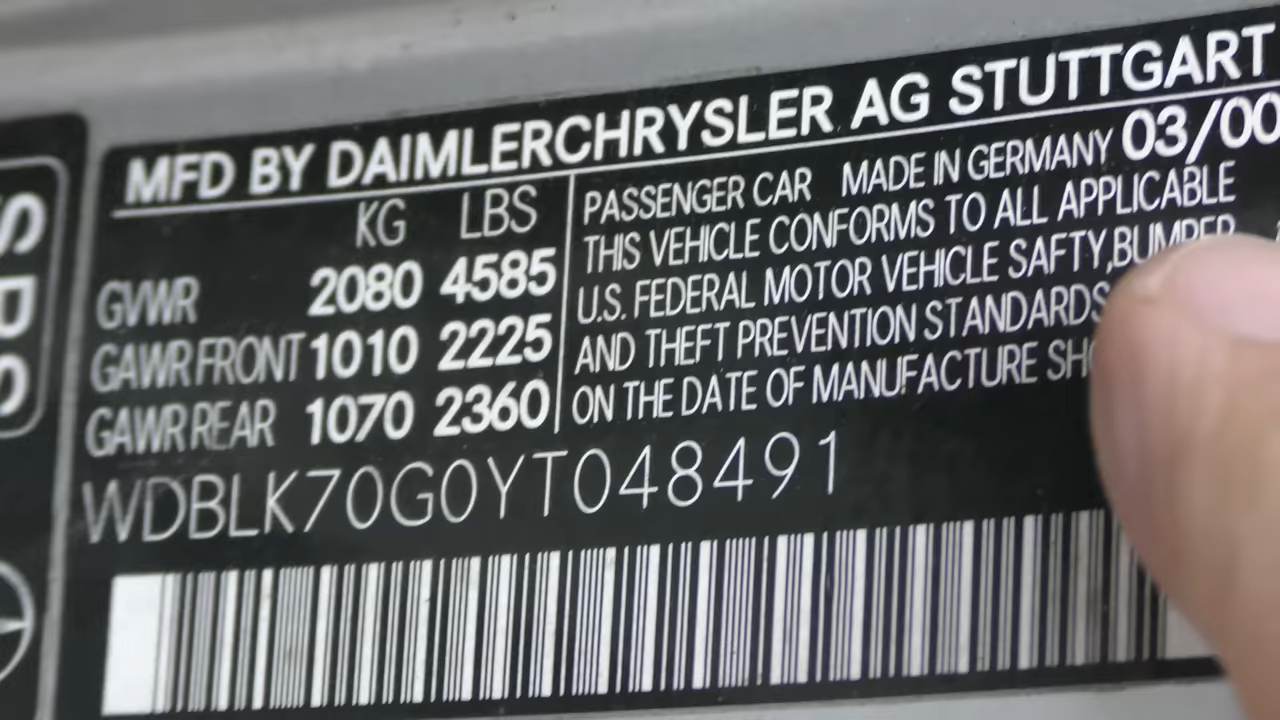 MFD BY DAIMLERCHRYSLER AG STUTTGART
KG LBS
GVWR 2080 4585
GAWR FRONT 1010 2225
GAWR REAR 1070 2360
PASSENGER CAR MADE IN GERMANY 03/00
THIS VEHICLE CONFORMS TO ALL APPLICABLE
U.S. FEDERAL MOTOR VEHICLE SAFTY,BUMPER
AND THEFT PREVENTION STANDARDS
ON THE DATE OF MANUFACTURE
WDBLK70G0YT048491
SRS